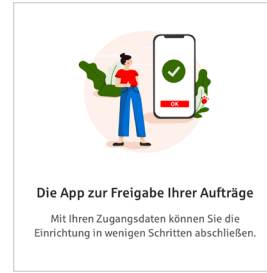 OK
Die App zur Freigabe Ihrer Aufträge
Mit Ihren Zugangsdaten können Sie die
Einrichtung in wenigen Schritten abschließen.